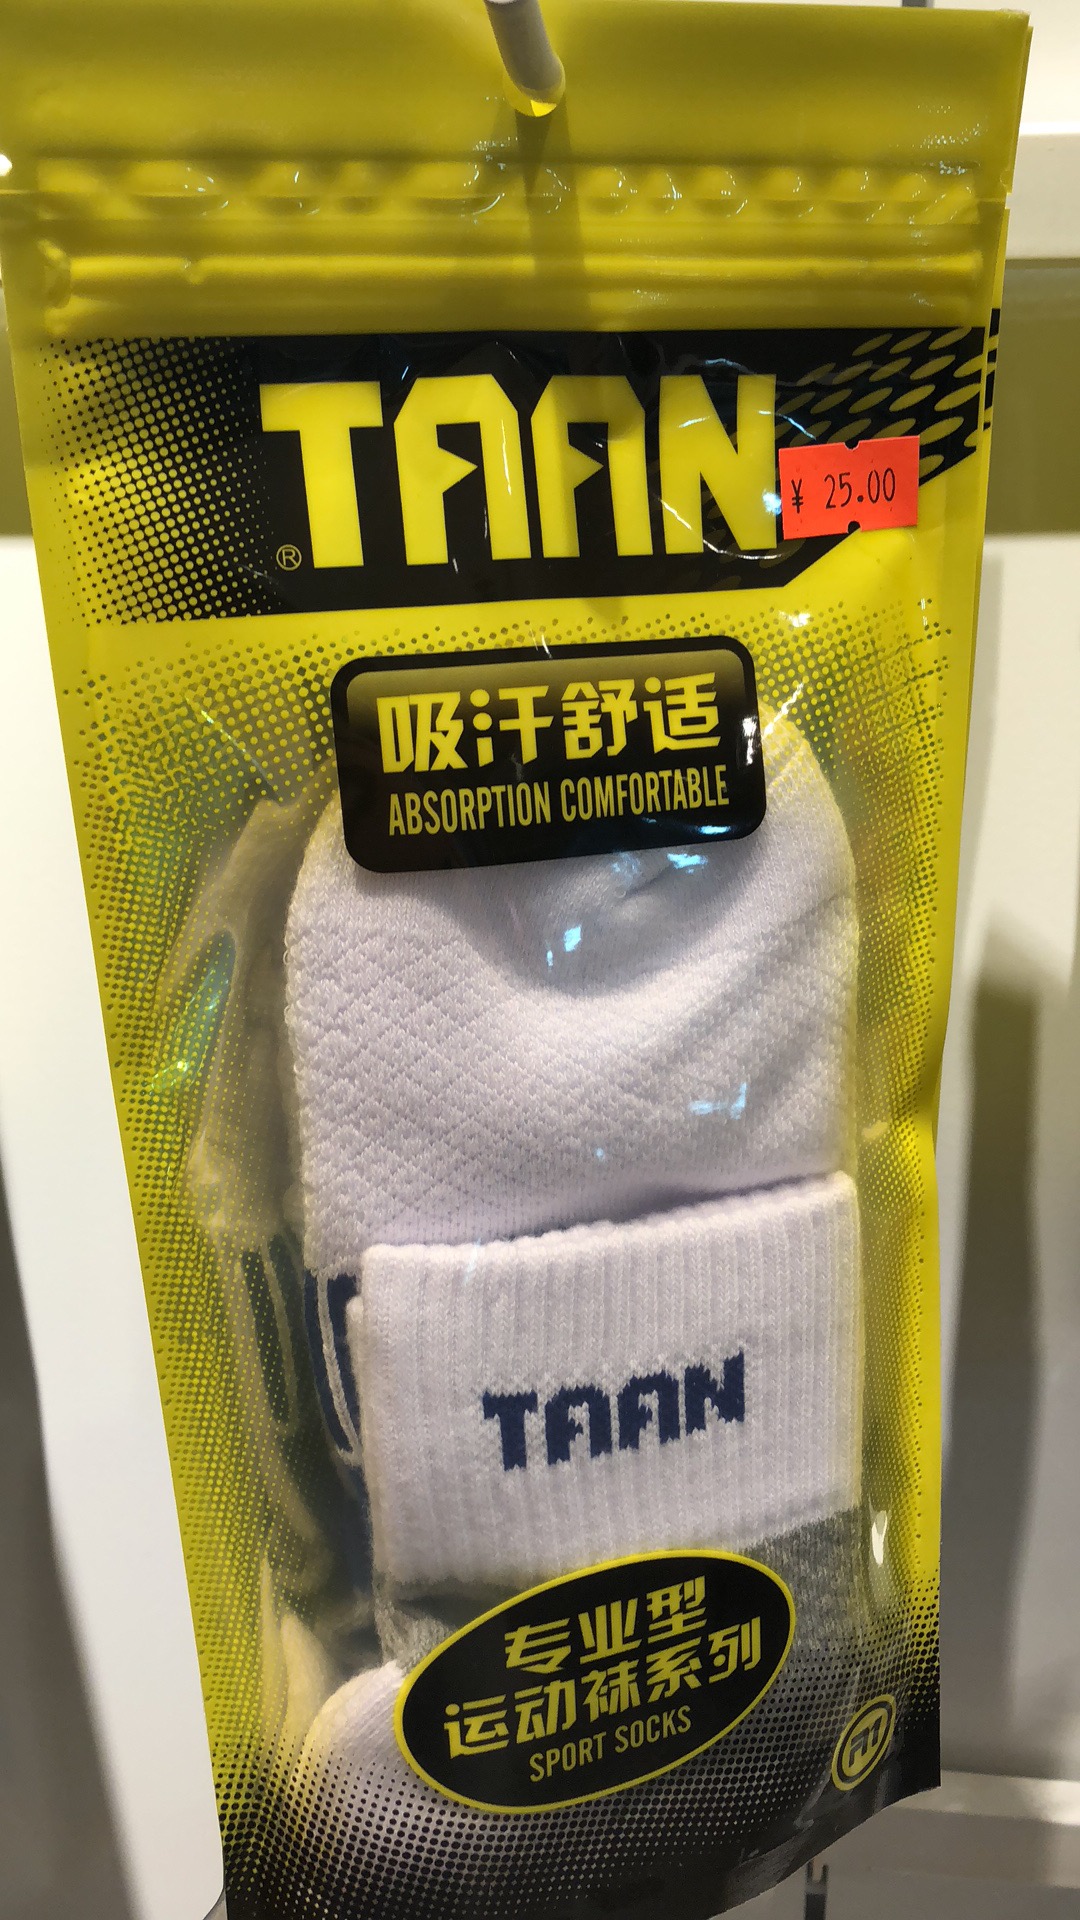 TAAN
®
¥ 25.00
吸汗舒适
ABSORPTION COMFORTABLE
TAAN
专业型
运动袜系列
SPORT SOCKS